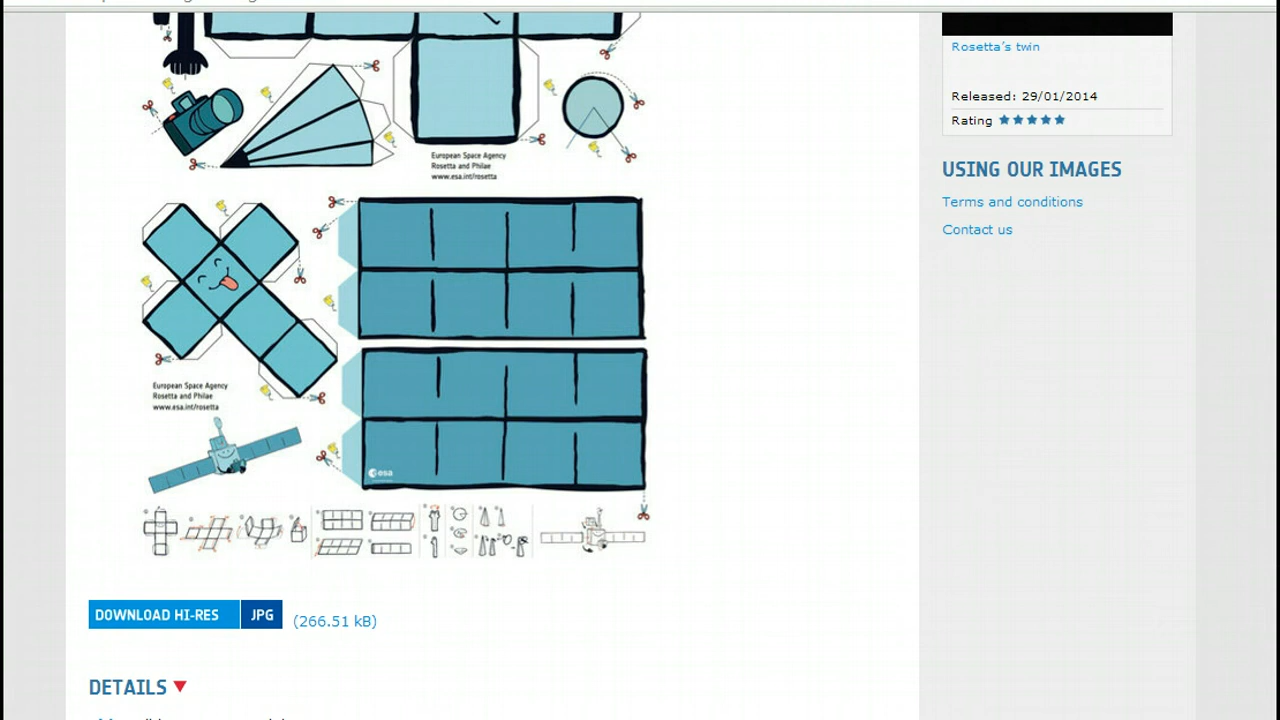 Rosetta's twin
Released: 29/01/2014
Rating
USING OUR IMAGES
Terms and conditions
Contact us
European Space Agency
Rosetta and Philae
www.esa.int/rosetta
European Space Agency
Rosetta and Philae
www.esa.int/rosetta
esa
DOWNLOAD HI-RES JPG (266.51 kB)
DETAILS